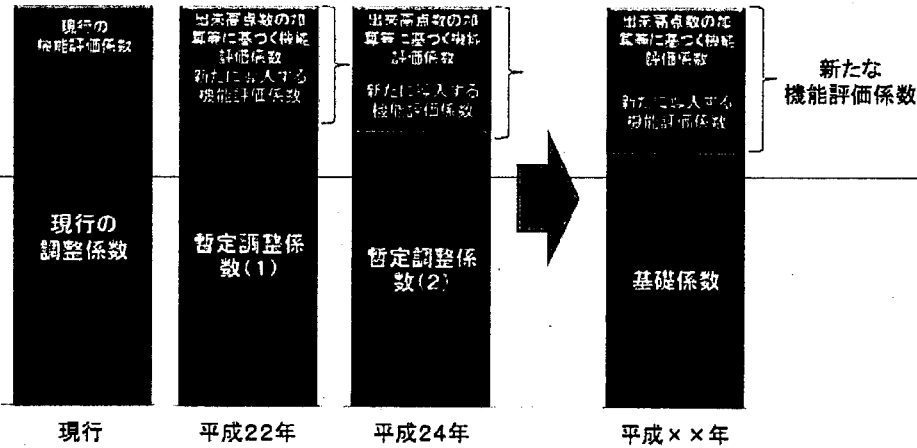 現行の
機能評価係数
現行の
調整係数
現行
出来高点数の加
算等に基づく機能
評価係数
新たに導入する
機能評価係数
暫定調整係
数(1)
平成22年
出来高点数の加
算等に基づく機能
評価係数
新たに導入する
機能評価係数
暫定調整係
数(2)
平成24年
出来高点数の加
算等に基づく機能
評価係数
新たに導入する
機能評価係数
基礎係数
平成××年
新たな
機能評価係数